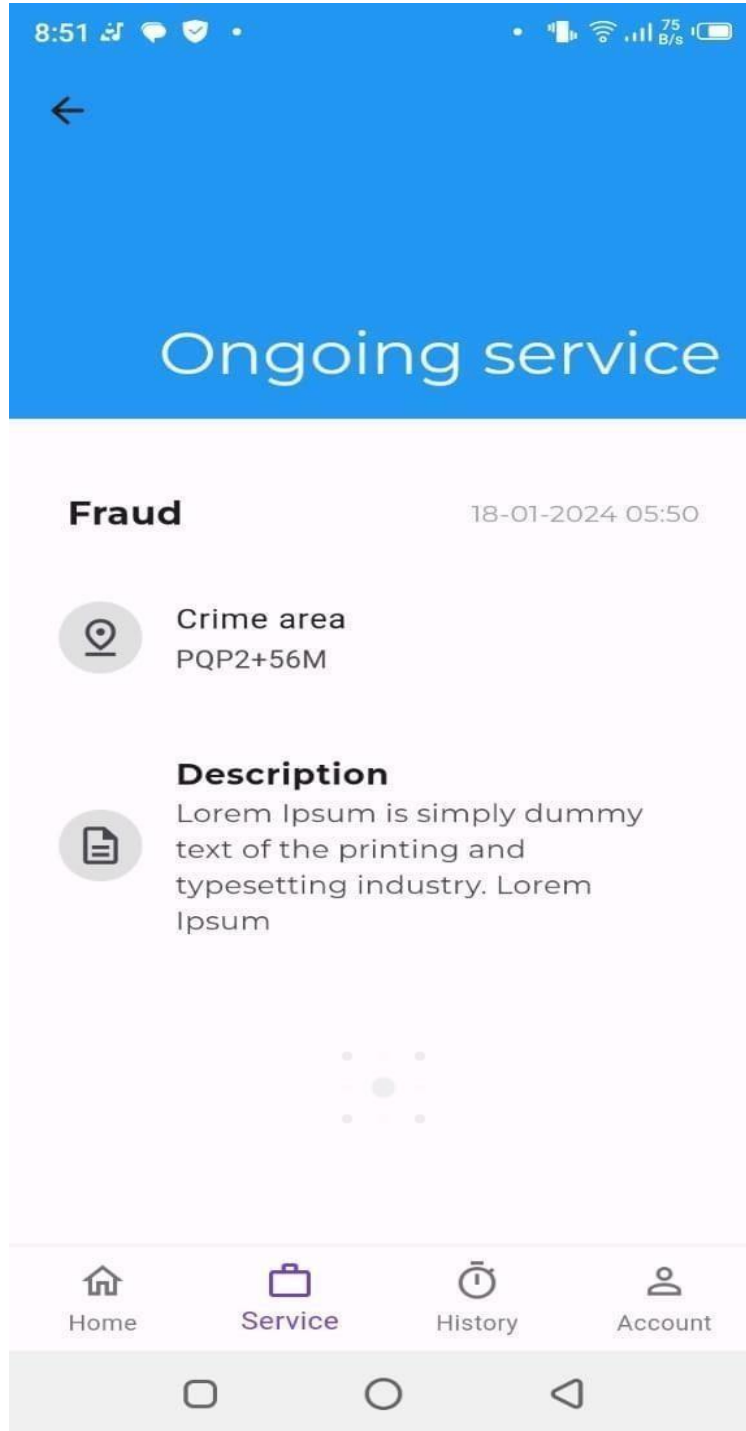 8:51
75
B/s
Ongoing service
Fraud 18-01-2024 05:50
Crime area
PQP2+56M
Description
Lorem Ipsum is simply dummy
text of the printing and
typesetting industry. Lorem
Ipsum
Home Service History Account